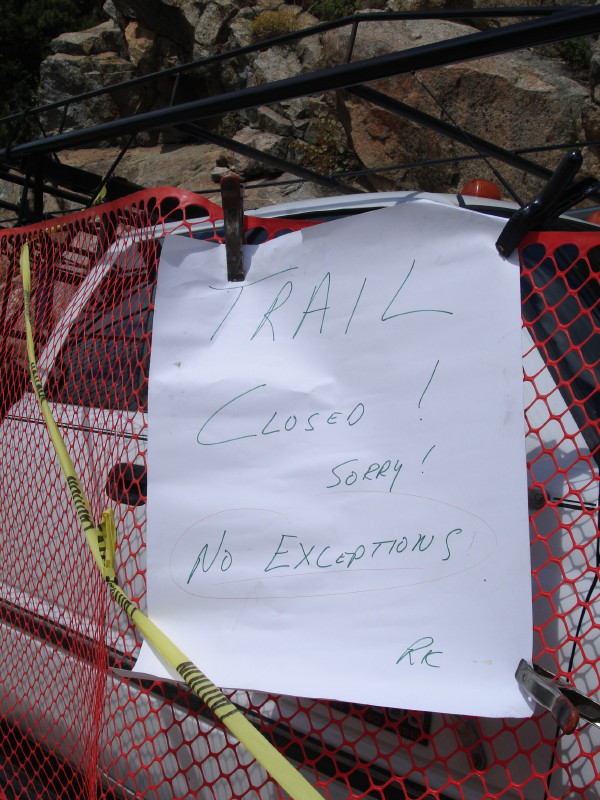 TRAIL
CLOSED!
SORRY!
NO EXCEPTIONS!
RK